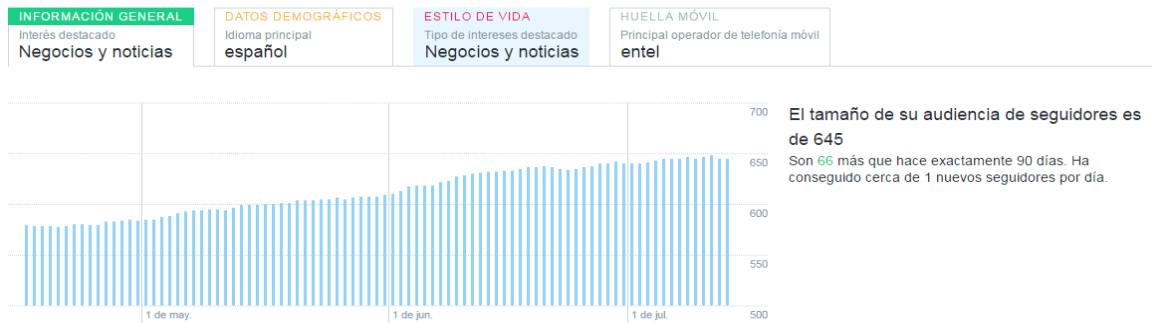 INFORMACIÓN GENERAL
Interés destacado
Negocios y noticias
DATOS DEMOGRÁFICOS
Idioma principal
español
ESTILO DE VIDA
Tipo de intereses destacado
Negocios y noticias
HUELLA MÓVIL
Principal operador de telefonía móvil
entel
700
650
600
550
500
1 de may.
1 de jun.
1 de jul.
El tamaño de su audiencia de seguidores es
de 645
Son 66 más que hace exactamente 90 días. Ha
conseguido cerca de 1 nuevos seguidores por día.